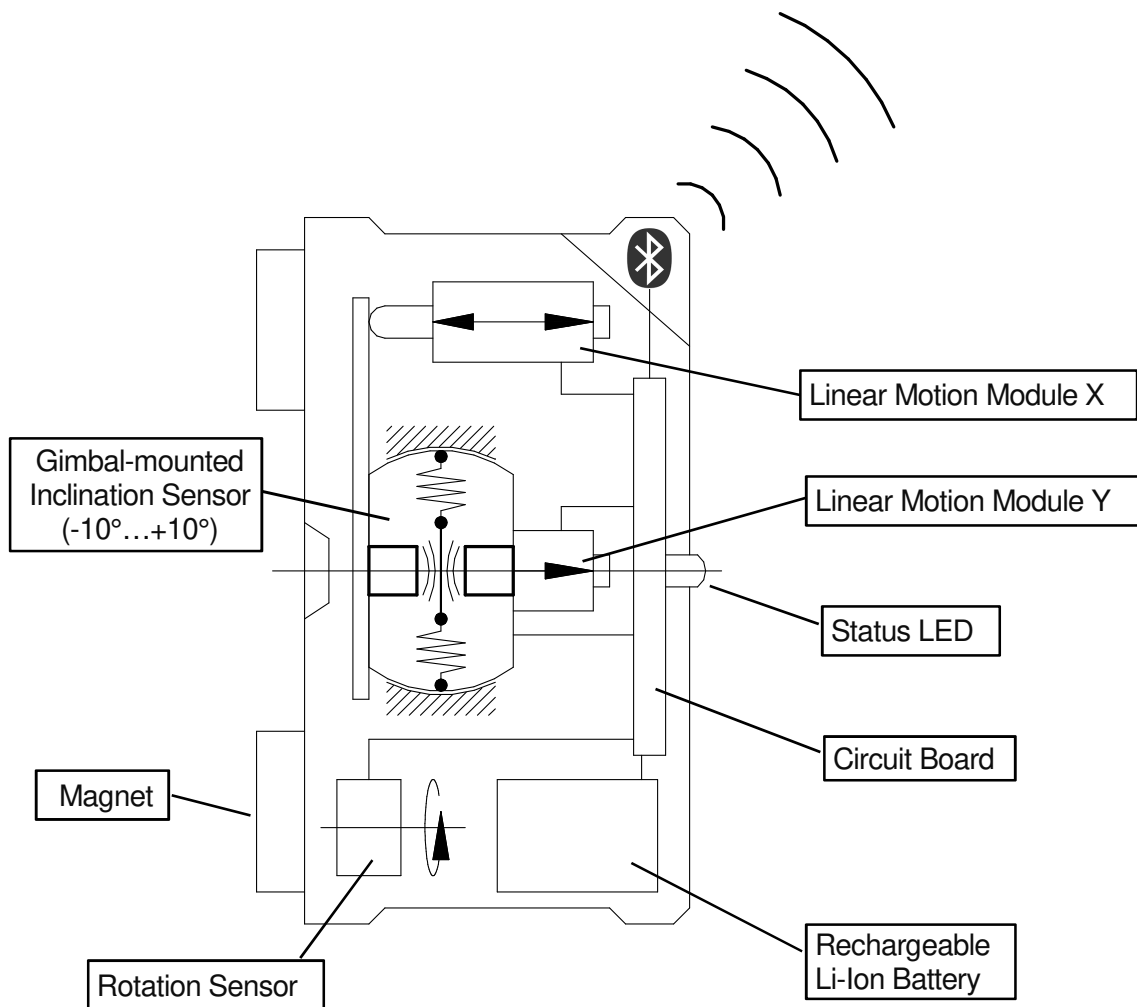 Linear Motion Module X
Gimbal-mounted
Inclination Sensor
(-10°…+10°)
Linear Motion Module Y
Status LED
Circuit Board
Magnet
Rechargeable
Li-Ion Battery
Rotation Sensor